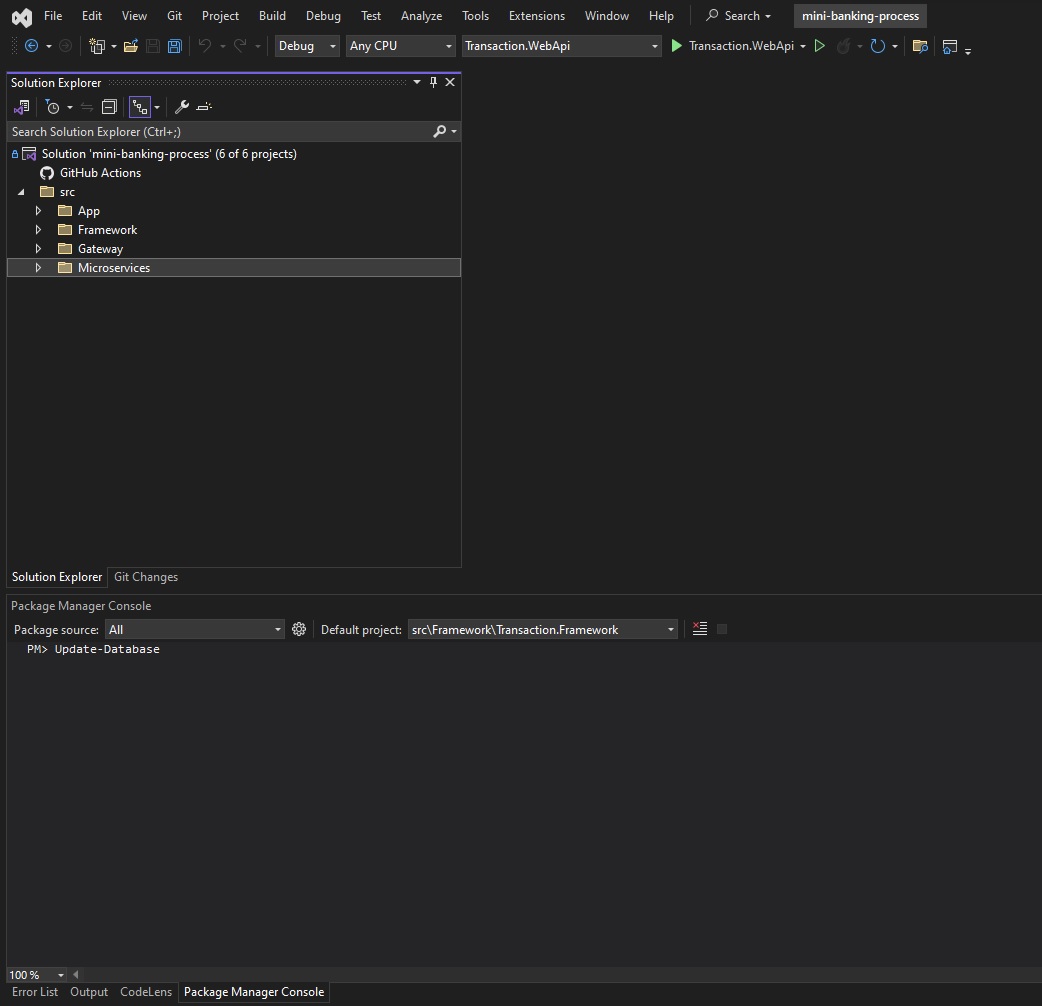 File Edit View Git Project Build Debug Test Analyze Tools Extensions Window Help Search mini-banking-process
Debug Any CPU Transaction.WebApi Transaction.WebApi
Solution Explorer
Search Solution Explorer (Ctrl+;)
Solution 'mini-banking-process' (6 of 6 projects)
GitHub Actions
src
App
Framework
Gateway
Microservices
Solution Explorer Git Changes
Package Manager Console
Package source: All Default project: src\Framework\Transaction.Framework
PM> Update-Database
100 %
Error List Output CodeLens Package Manager Console